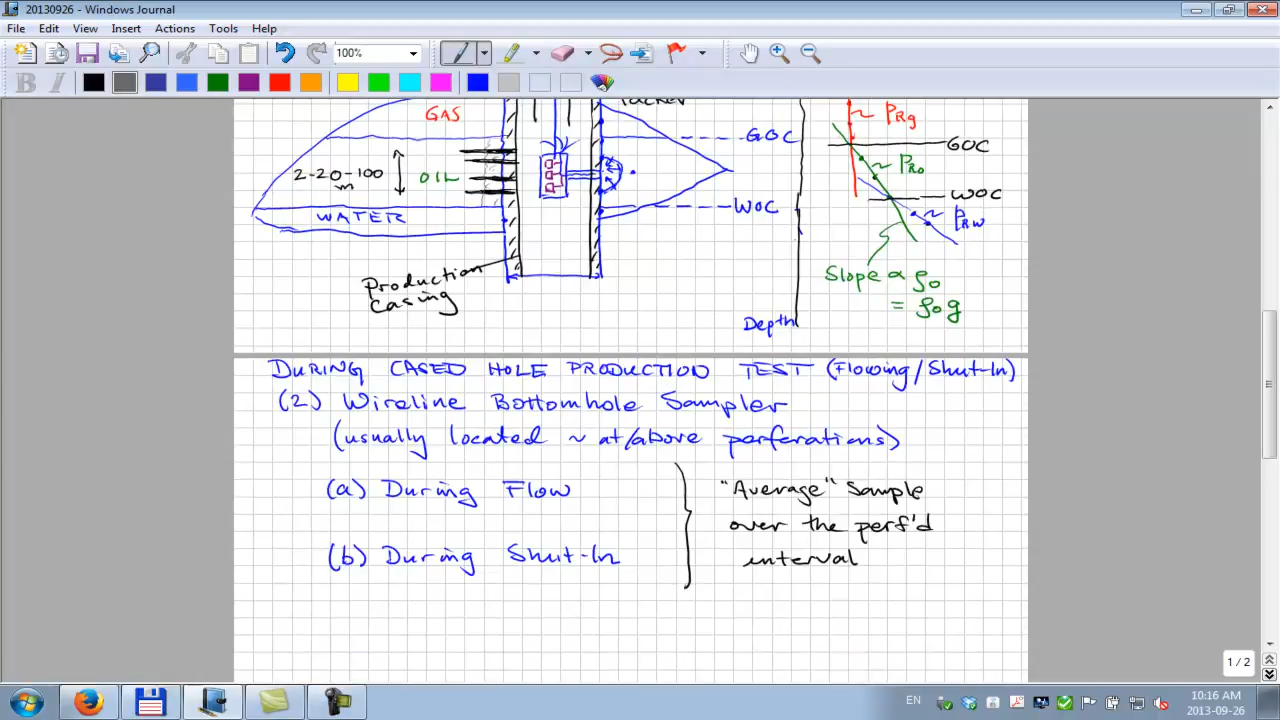 20130926 - Windows Journal
File Edit View Insert Actions Tools Help
100%
GAS
GOC
2-20-100
m
OIL
WATER
WOC
Production
Casing
Depth
PRg
GOC
PRo
WOC
PRW
Slope ∝ ρo
= ρog
DURING CASED HOLE PRODUCTION TEST (Flowing/Shut-In)
(2) Wireline Bottomhole Sampler
(usually located ~ at/above perforations)
(a) During Flow
(b) During Shut-In
"Average" Sample
over the perf'd
interval
1 / 2
EN
10:16 AM
2013-09-26